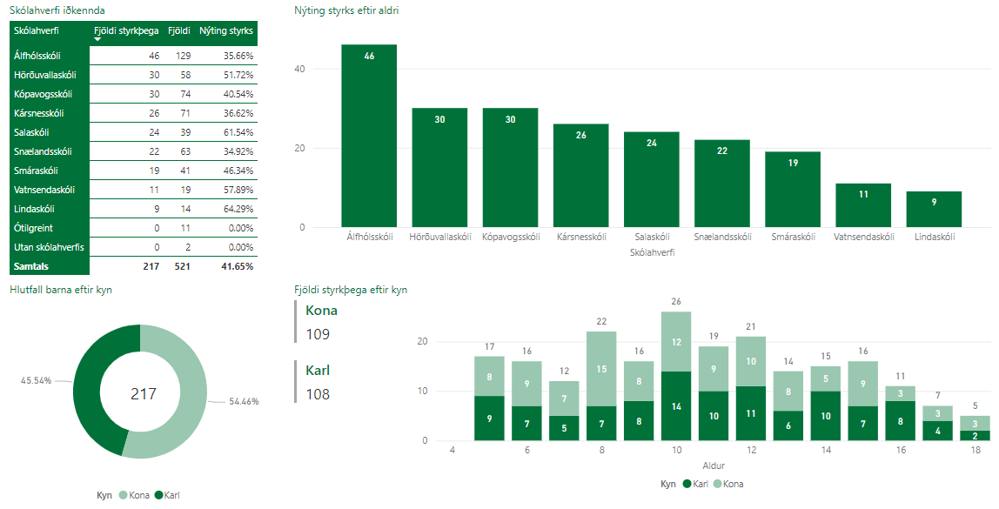 Skólahverfi iðkennda
Skólahverfi Fjöldi styrkþega Fjöldi Nýting styrks
Álfhólsskóli 46 129 35.66%
Hörðuvallaskóli 30 58 51.72%
Kópavogsskóli 30 74 40.54%
Kársnesskóli 26 71 36.62%
Salaskóli 24 39 61.54%
Snælandsskóli 22 63 34.92%
Smáraskóli 19 41 46.34%
Vatnsendaskóli 11 19 57.89%
Lindaskóli 9 14 64.29%
Ótilgreint 0 11 0.00%
Utan skólahverfis 0 2 0.00%
Samtals 217 521 41.65%
Nýting styrks eftir aldri
40
20
0
46 30 30 26 24 22 19 11 9
Álfhólsskóli Hörðuvallaskóli Kópavogsskóli Kársnesskóli Salaskóli Snælandsskóli Smáraskóli Vatnsendaskóli Lindaskóli
Skólahverfi
Hlutfall barna eftir kyn
45.54%
217
54.46%
Kyn Kona Karl
Fjöldi styrkþega eftir kyn
Kona
109
Karl
108
20
10
0
17 16 12 22 16 26 19 21 14 15 16 11 7 5
8 9 7 15 8 12 9 10 8 5 9 3 3 3
9 7 5 7 8 14 10 11 6 10 7 8 4 2
4 6 8 10 12 14 16 18
Aldur
Kyn Karl Kona